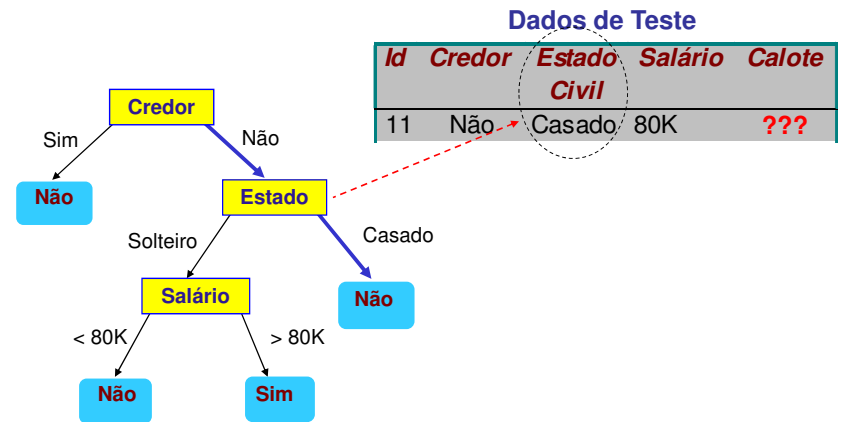 Dados de Teste
Id Credor Estado Salário Calote
Civil
11 Não Casado 80K ???
Credor
Sim Não
Não Estado
Solteiro Casado
Salário Não
< 80K > 80K
Não Sim